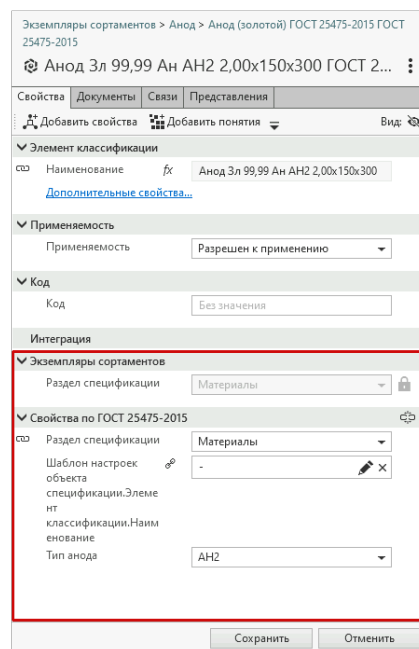 Экземпляры сортаментов > Анод > Анод (золотой) ГОСТ 25475-2015 ГОСТ
25475-2015
Анод Зл 99,99 Ан АН2 2,00x150x300 ГОСТ 2...
Свойства Документы Связи Представления
Добавить свойства Добавить понятия Вид:
Элемент классификации
Наименование fx Анод Зл 99,99 Ан АН2 2,00x150x300
Дополнительные свойства...
Применяемость
Применяемость Разрешен к применению
Код
Код Без значения
Интеграция
Экземпляры сортаментов
Раздел спецификации Материалы
Свойства по ГОСТ 25475-2015
Раздел спецификации Материалы
Шаблон настроек -
объекта
спецификации.Элеме
нт
классификации.Наим
енование
Тип анода АН2
Сохранить Отменить